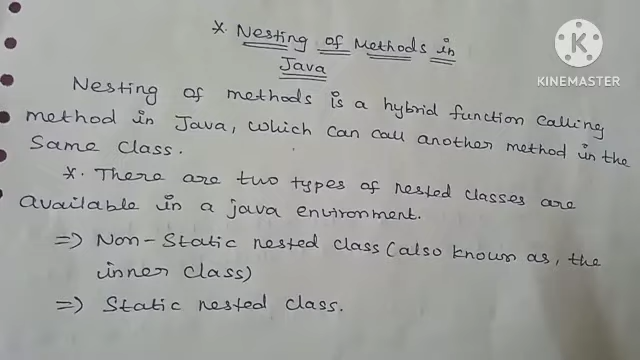 * Nesting of Methods in
Java
Nesting of methods is a hybrid function calling
method in Java, which can call another method in the
same class.
* There are two types of nested classes are
available in a java environment.
=> Non-Static nested class (also known as, the
inner class)
=> Static nested class.
K
KINEMASTER